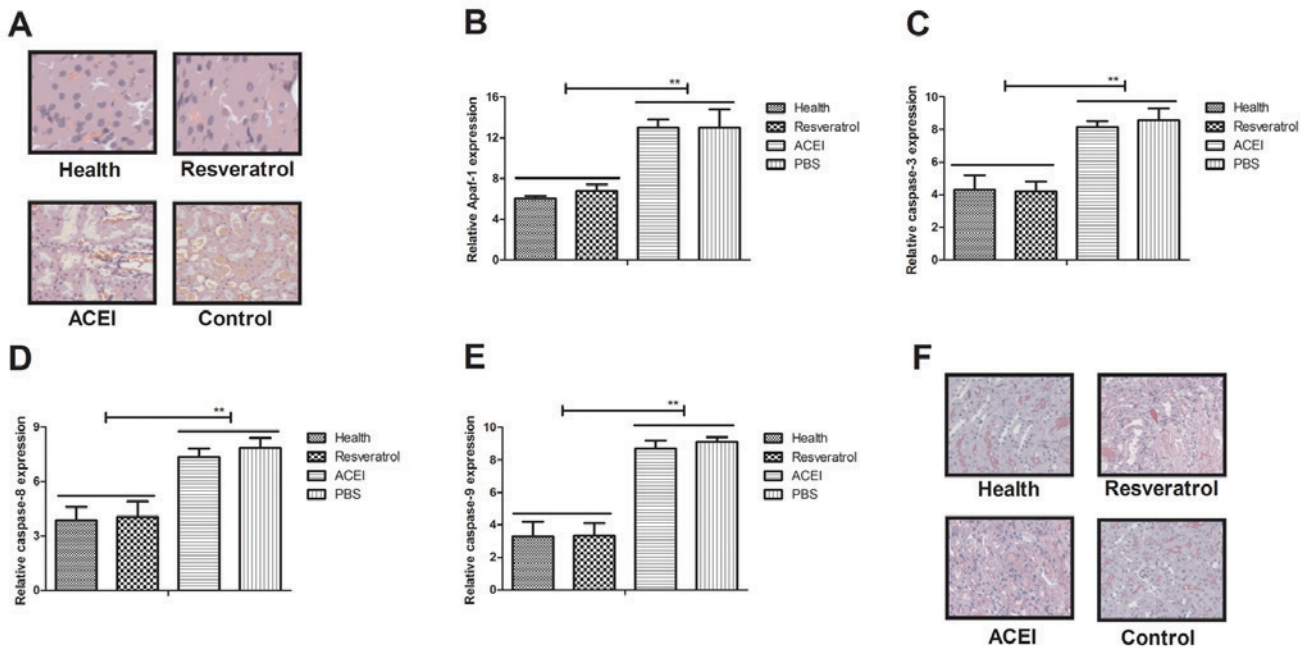 A
Health
Resveratrol
ACEI
Control
B
**
Relative Apaf-1 expression
16
12
8
4
0
Health
Resveratrol
ACEI
PBS
C
**
Relative caspase-3 expression
10
8
6
4
2
0
Health
Resveratrol
ACEI
PBS
D
**
Relative caspase-8 expression
9
6
3
0
Health
Resveratrol
ACEI
PBS
E
**
Relative caspase-9 expression
10
8
6
4
2
0
Health
Resveratrol
ACEI
PBS
F
Health
Resveratrol
ACEI
Control